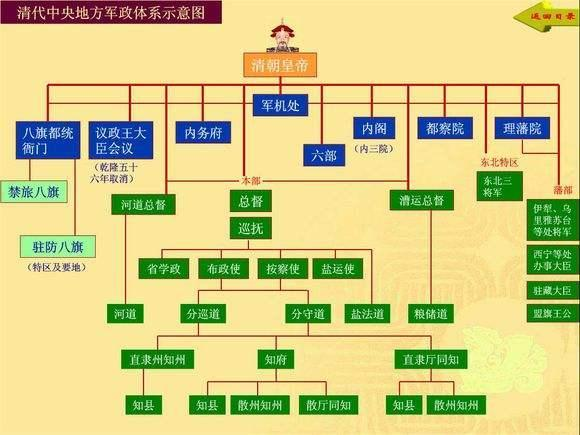 清代中央地方军政体系示意图
返回目录
清朝皇帝
军机处
八旗都统
衙门
议政王大
臣会议
(乾隆五十
六年取消)
内务府
六部
内阁
(内三院)
都察院
理藩院
禁旅八旗
驻防八旗
(特区及要地)
本部
东北特区
藩部
河道总督
总督
巡抚
漕运总督
东北三
将军
伊犁、乌
里雅苏台
等处将军
西宁等处
办事大臣
驻藏大臣
盟旗王公
省学政
布政使
按察使
盐运使
河道
分巡道
分守道
盐法道
粮储道
直隶州知州
知府
直隶厅同知
知县
知县
散州知州
散厅同知
知县
散州知州